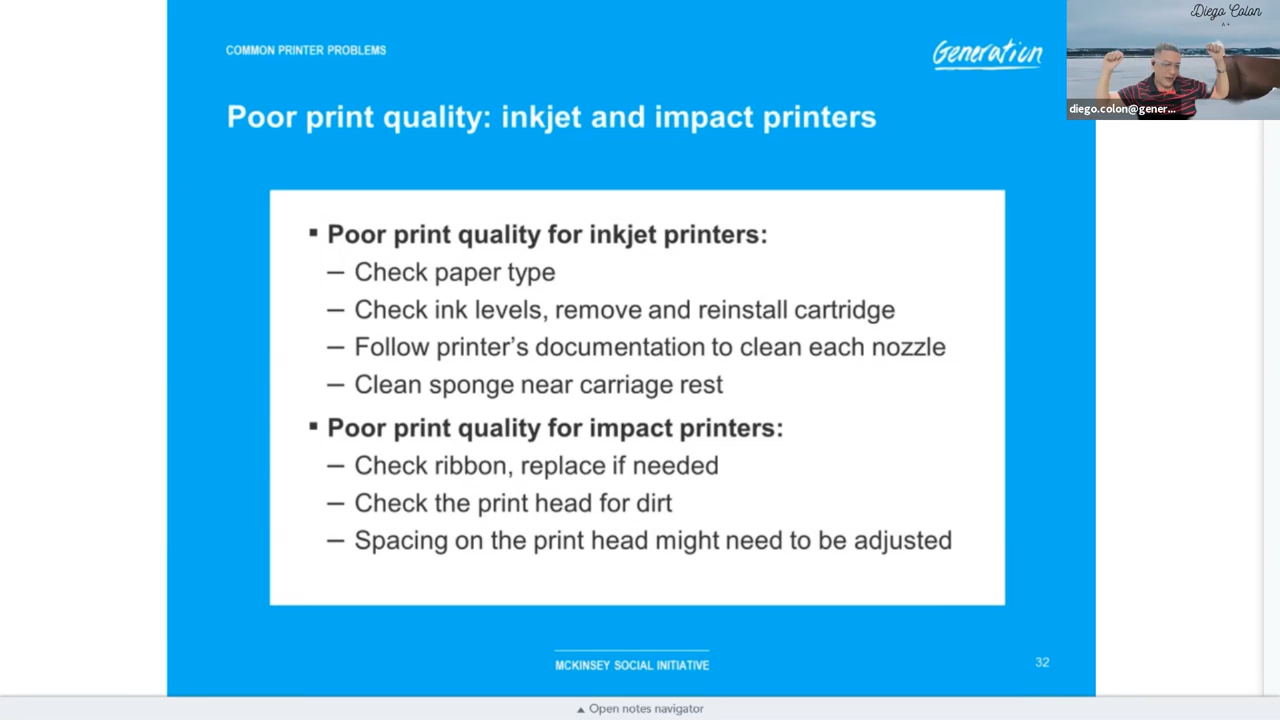 COMMON PRINTER PROBLEMS
Generation
Diego Colon
A+
diego.colon@gener...
Poor print quality: inkjet and impact printers
▪ Poor print quality for inkjet printers:
– Check paper type
– Check ink levels, remove and reinstall cartridge
– Follow printer’s documentation to clean each nozzle
– Clean sponge near carriage rest
▪ Poor print quality for impact printers:
– Check ribbon, replace if needed
– Check the print head for dirt
– Spacing on the print head might need to be adjusted
MCKINSEY SOCIAL INITIATIVE
32
▲ Open notes navigator